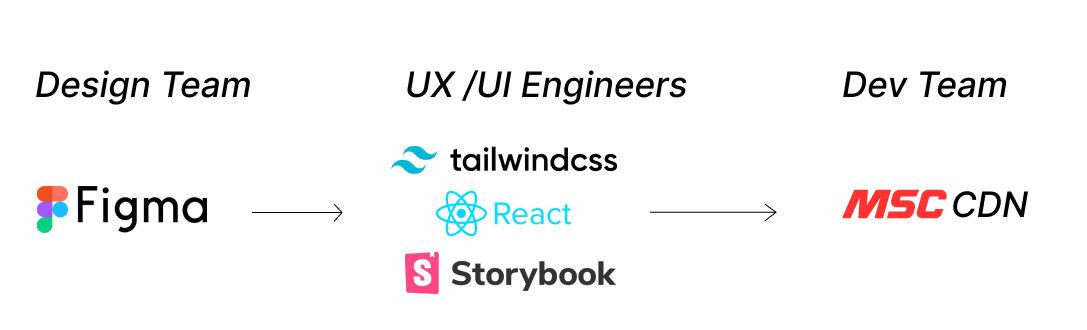 Design Team
UX /UI Engineers
Dev Team
Figma
tailwindcss
React
Storybook
MSC CDN